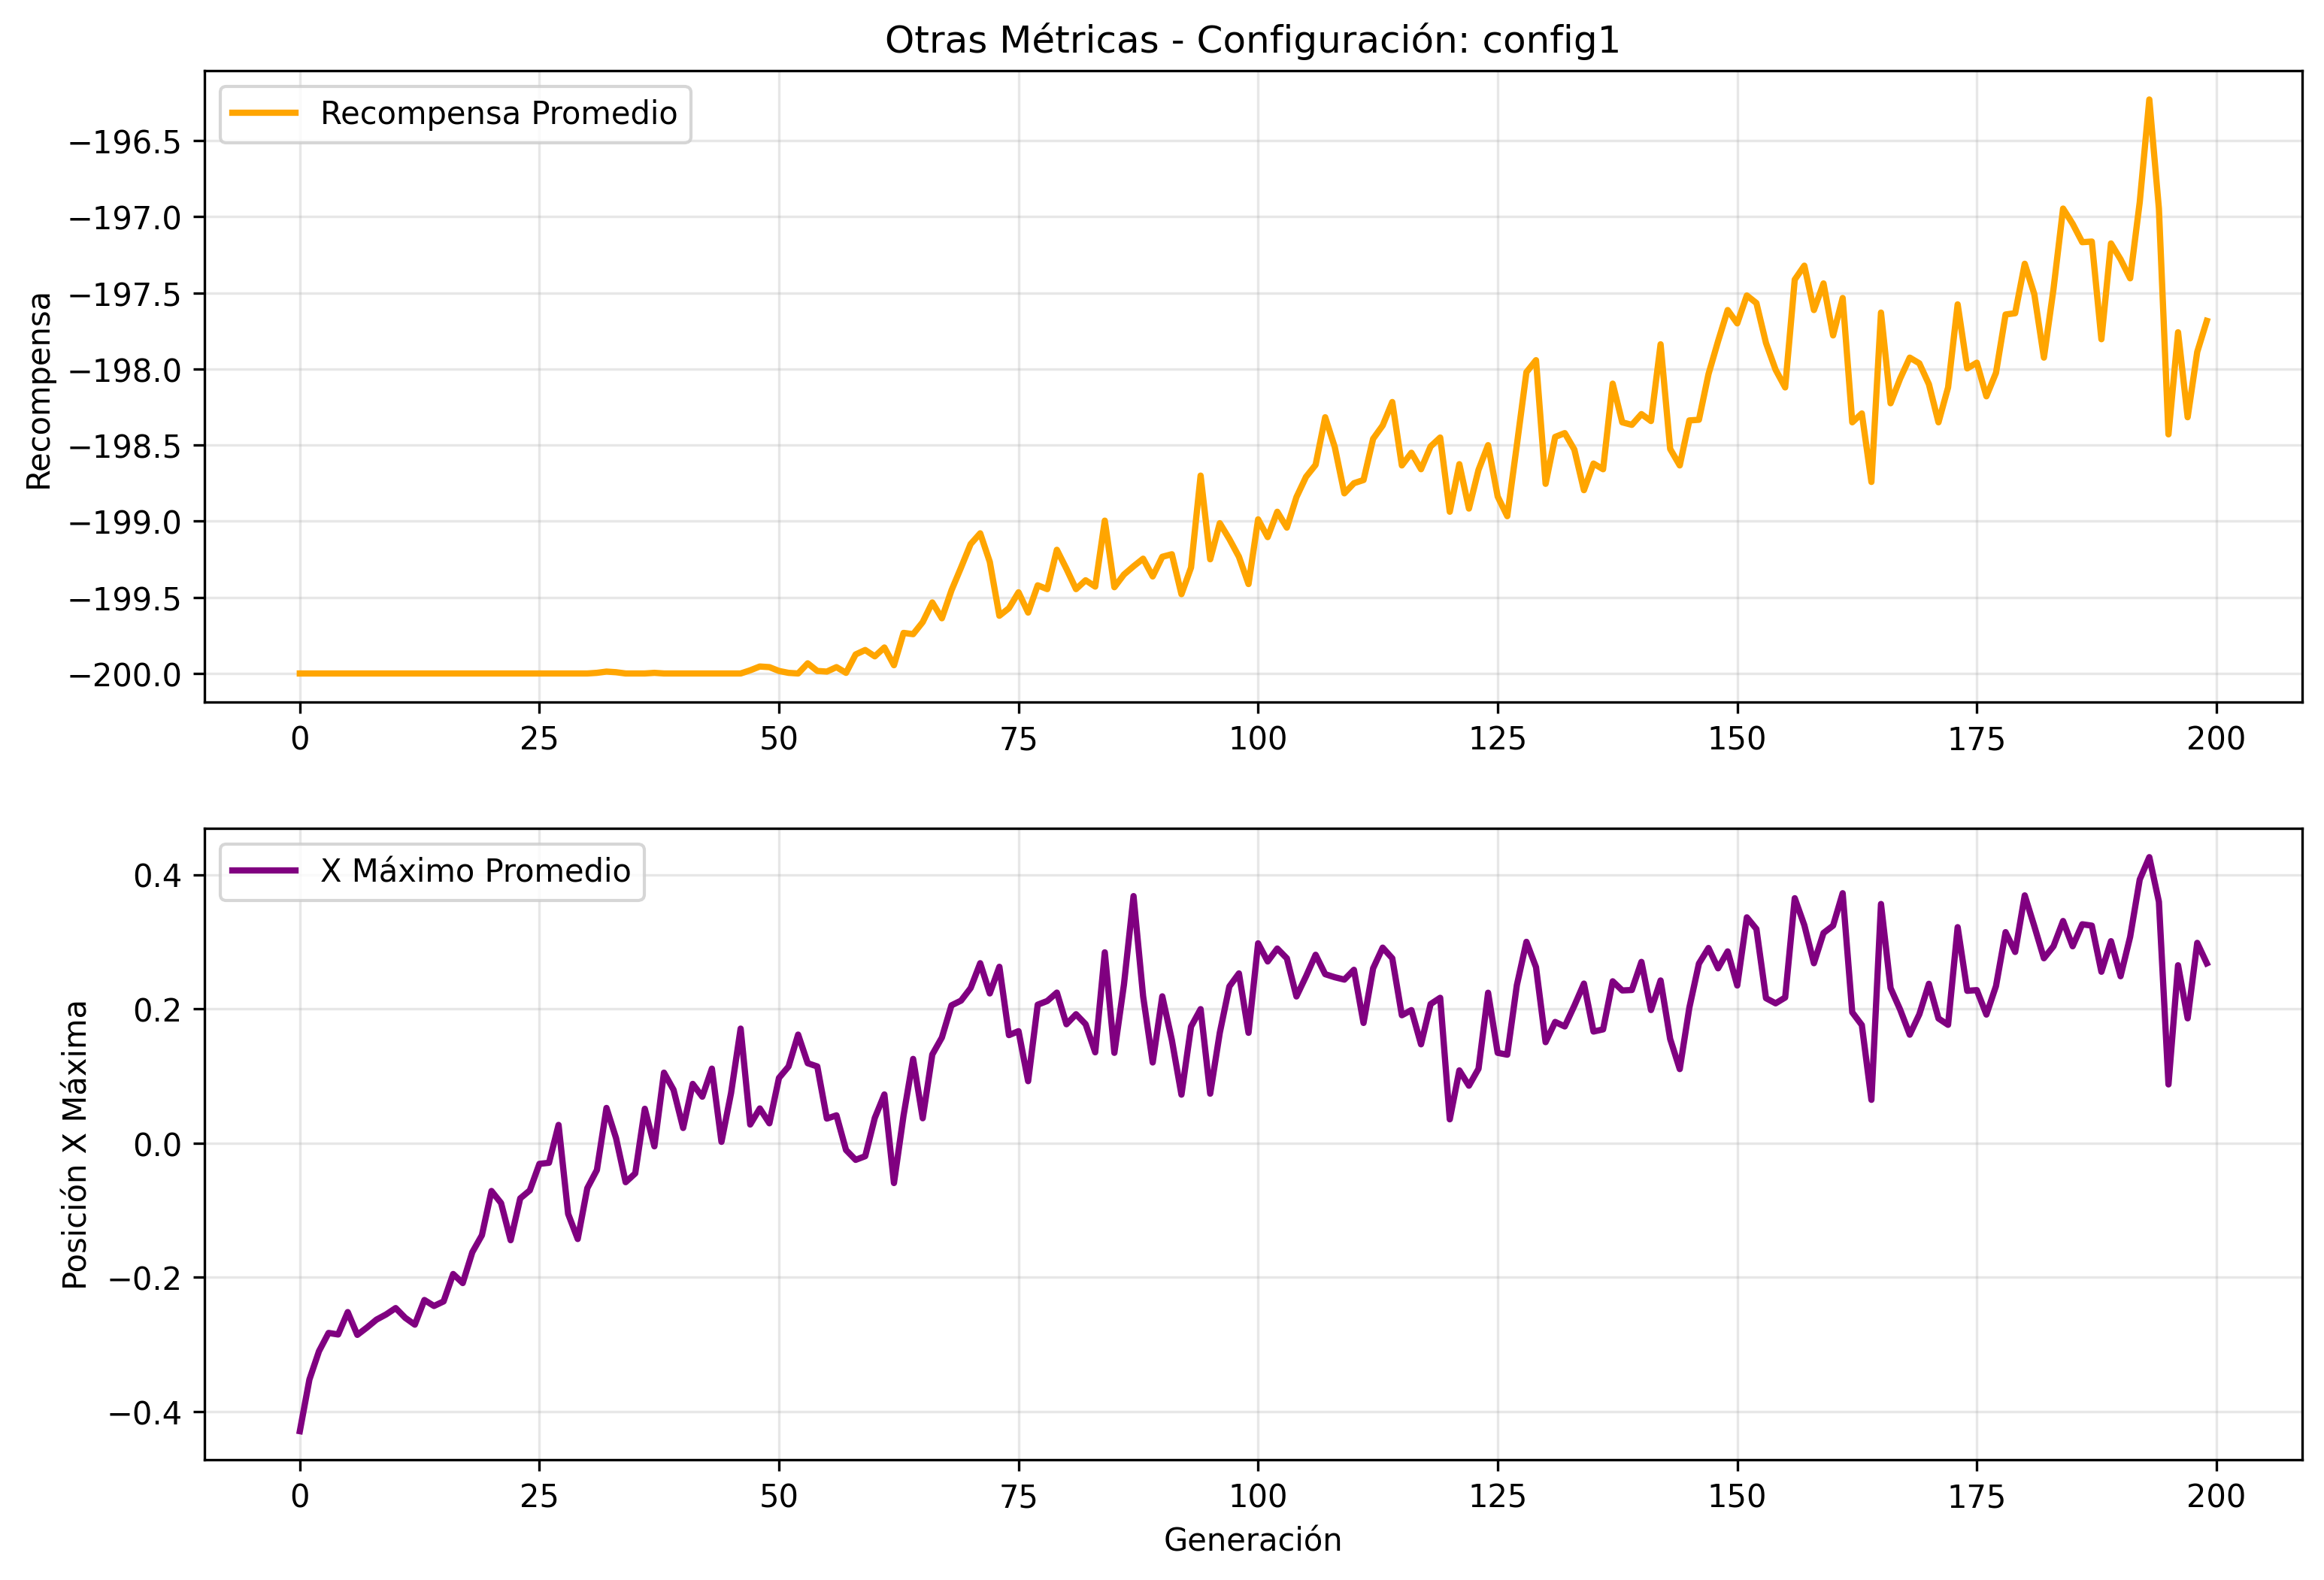 Otras Métricas - Configuración: config1
Recompensa Promedio
Recompensa
−196.5
−197.0
−197.5
−198.0
−198.5
−199.0
−199.5
−200.0
0 25 50 75 100 125 150 175 200
X Máximo Promedio
Posición X Máxima
0.4
0.2
0.0
−0.2
−0.4
0 25 50 75 100 125 150 175 200
Generación